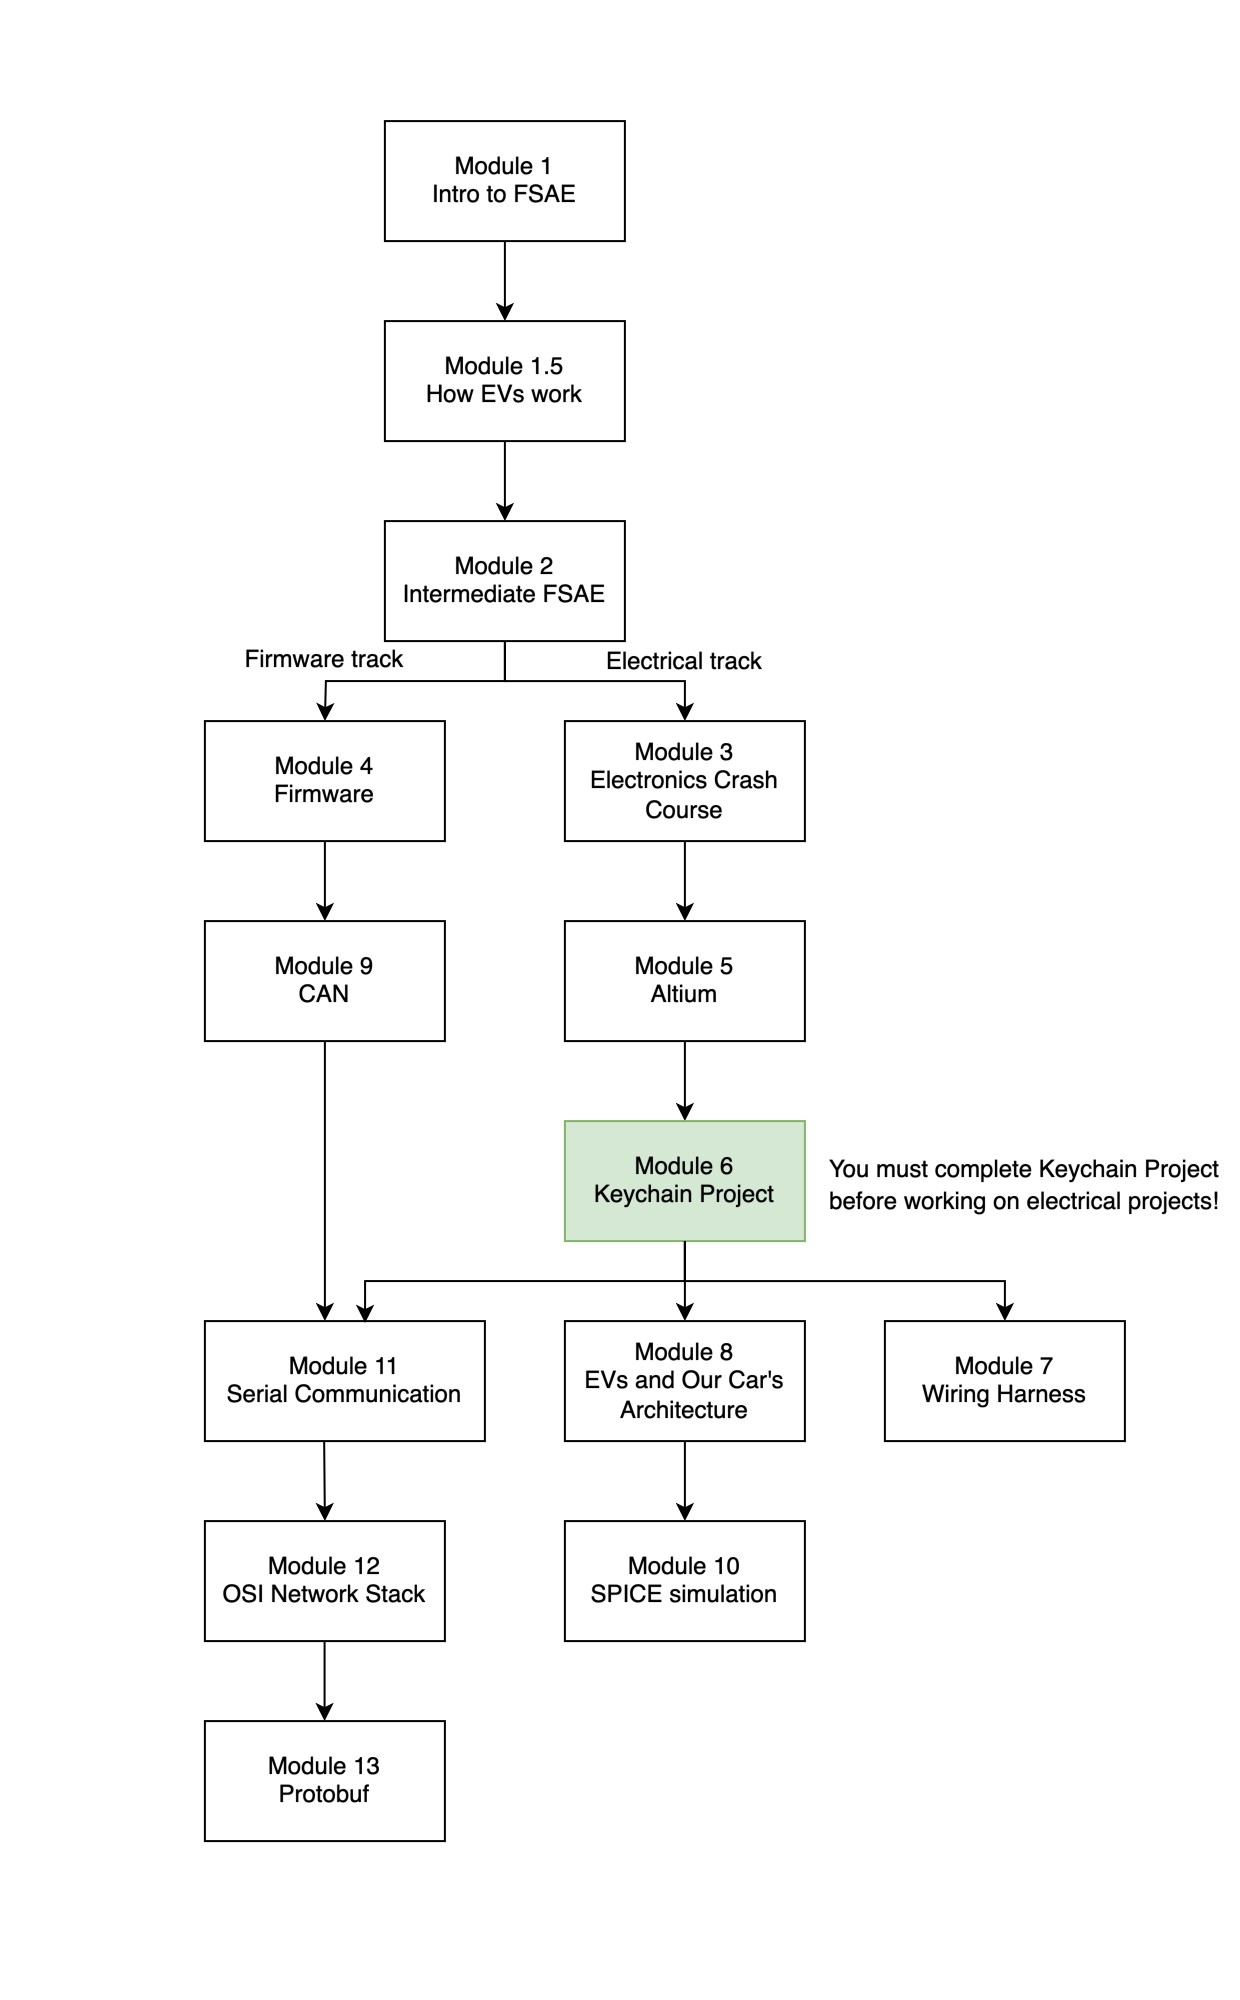 Module 1
Intro to FSAE
Module 1.5
How EVs work
Module 2
Intermediate FSAE
Firmware track
Electrical track
Module 4
Firmware
Module 3
Electronics Crash
Course
Module 9
CAN
Module 5
Altium
Module 6
Keychain Project
You must complete Keychain Project
before working on electrical projects!
Module 11
Serial Communication
Module 8
EVs and Our Car's
Architecture
Module 7
Wiring Harness
Module 12
OSI Network Stack
Module 10
SPICE simulation
Module 13
Protobuf